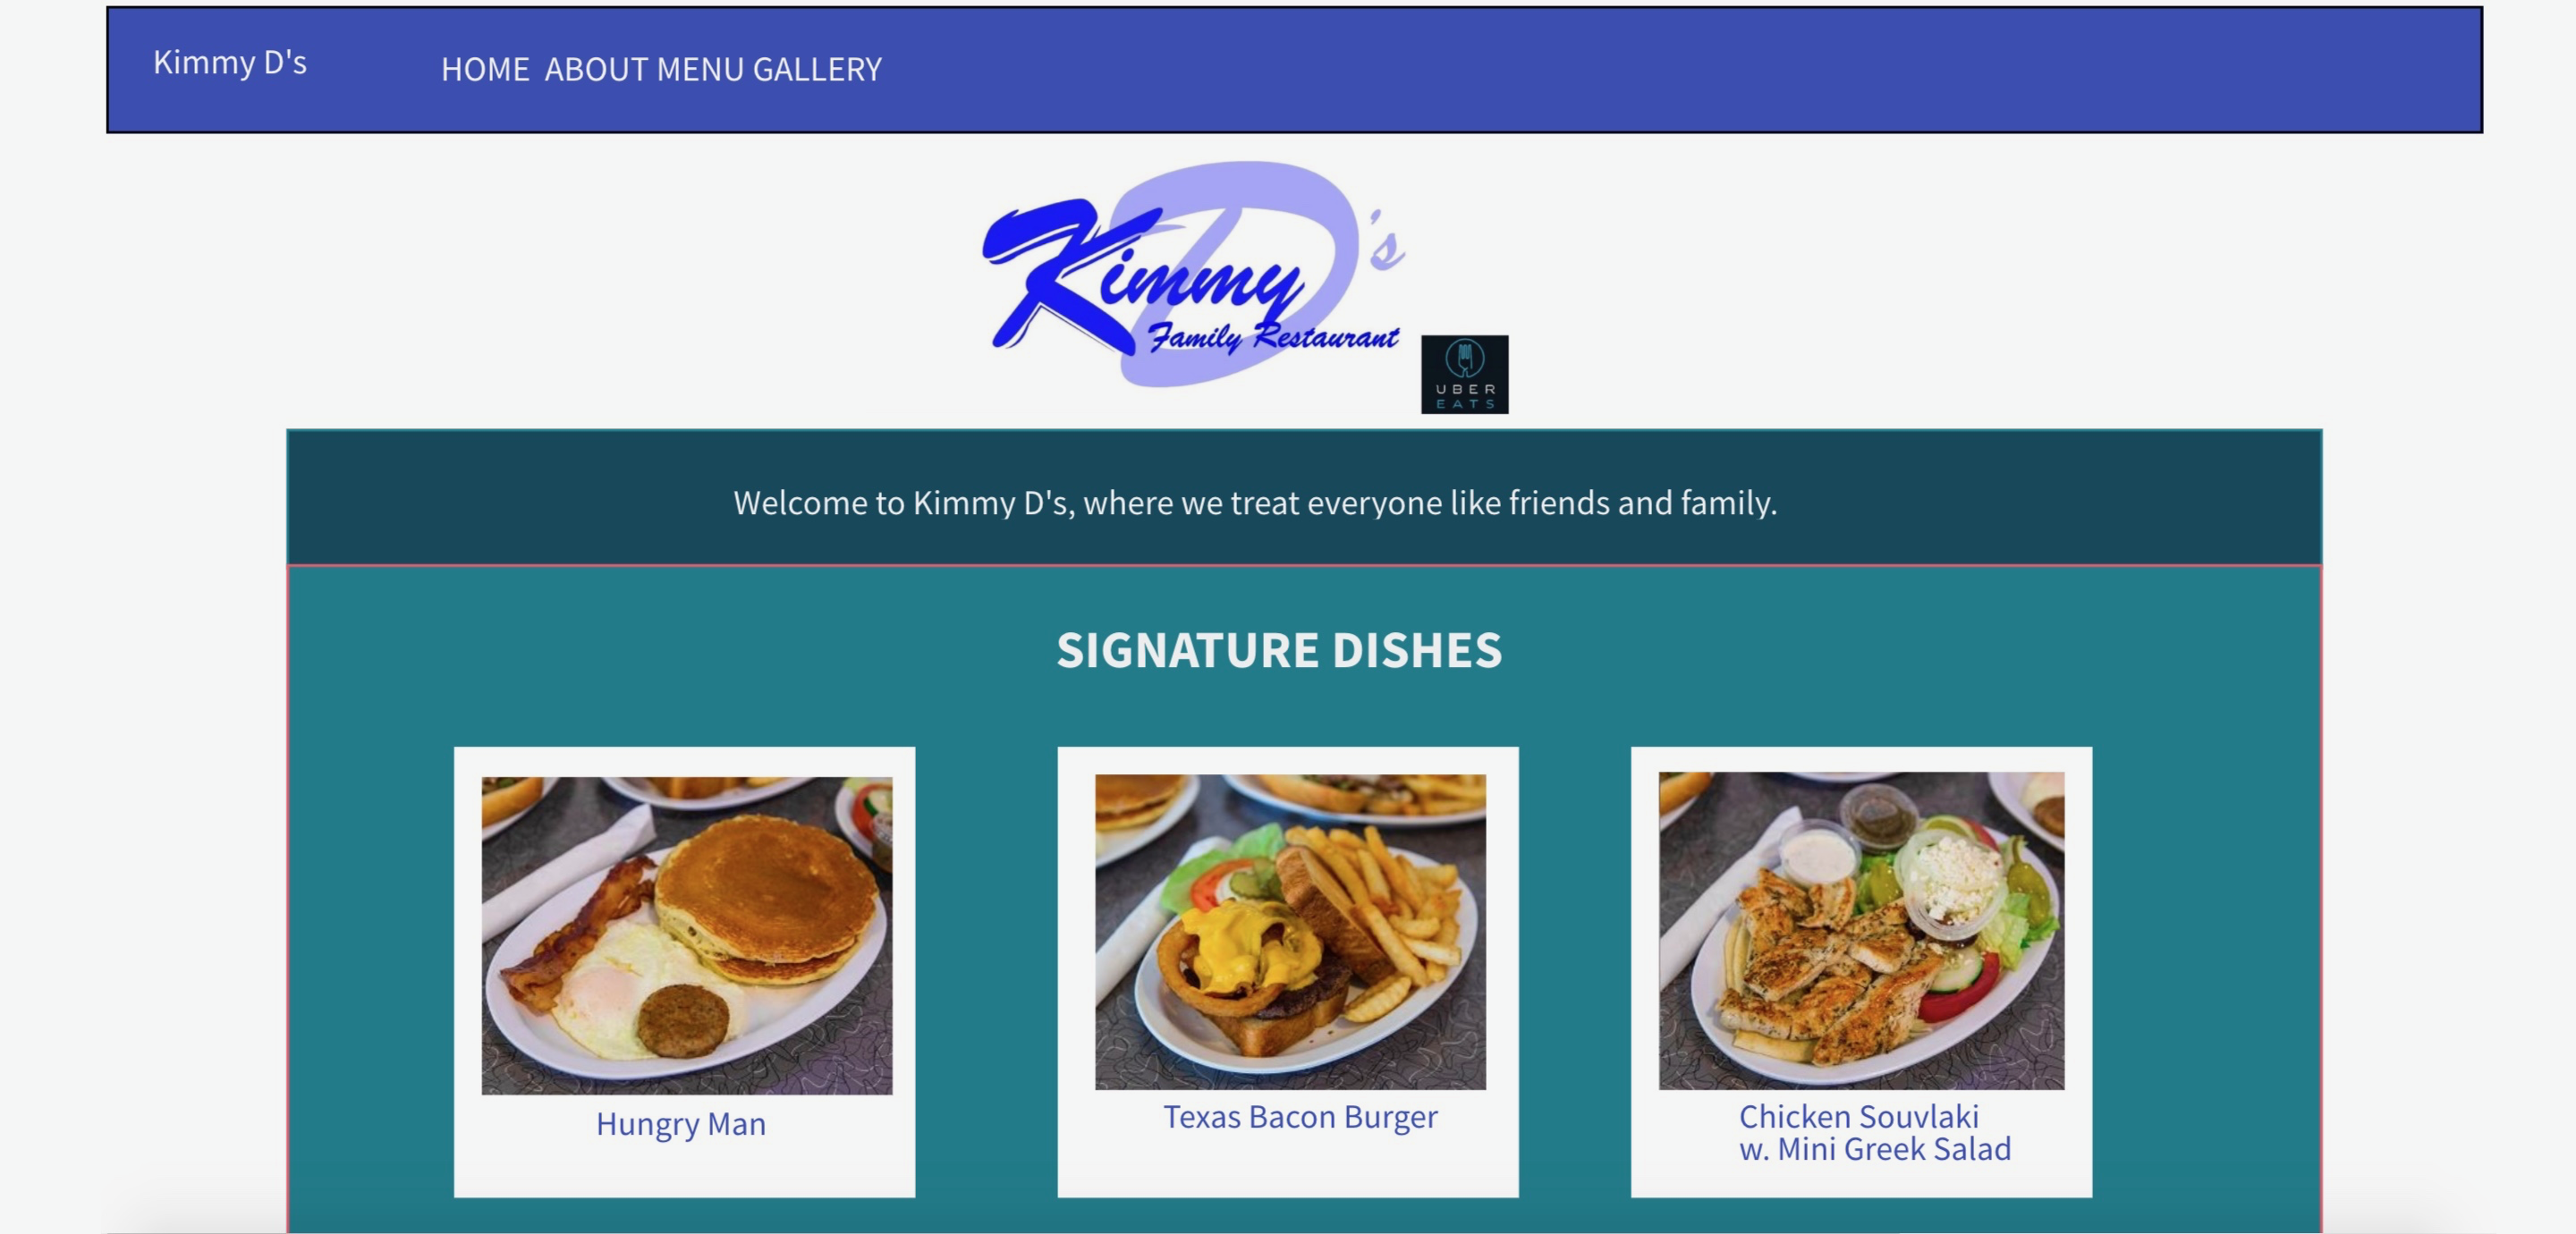 Kimmy D's
HOME ABOUT MENU GALLERY
Kimmy D's
Family Restaurant
UBER
EATS
Welcome to Kimmy D's, where we treat everyone like friends and family.
SIGNATURE DISHES
Hungry Man
Texas Bacon Burger
Chicken Souvlaki
w. Mini Greek Salad